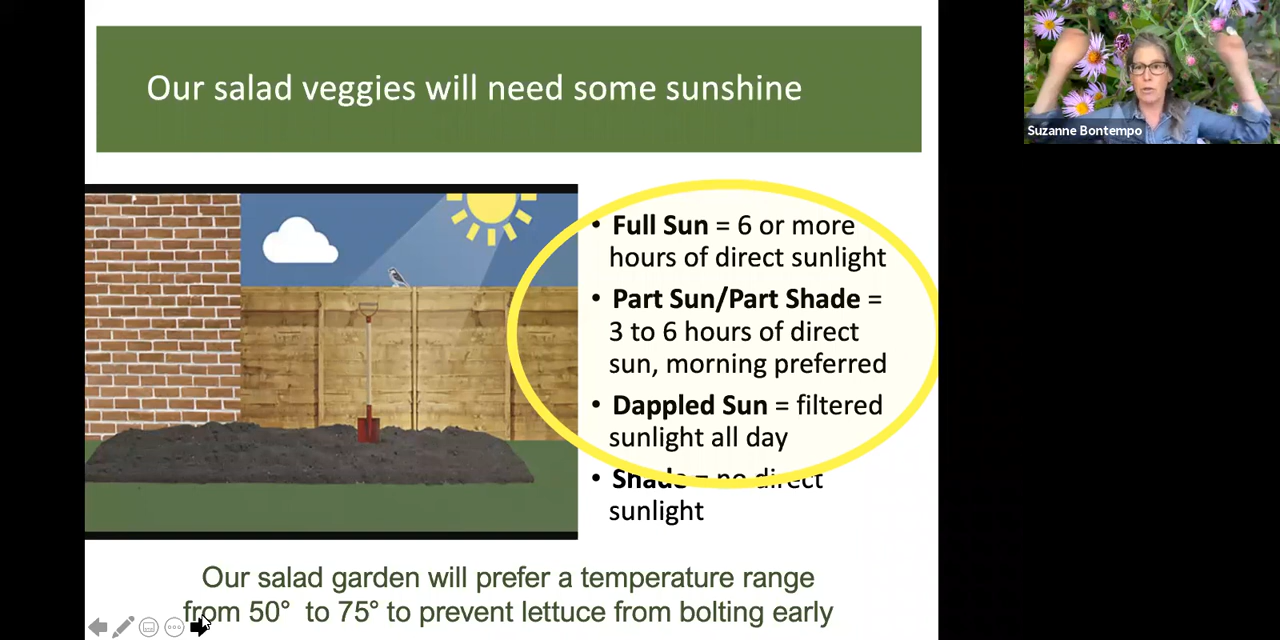 Our salad veggies will need some sunshine
Suzanne Bontempo
• Full Sun = 6 or more
hours of direct sunlight
• Part Sun/Part Shade =
3 to 6 hours of direct
sun, morning preferred
• Dappled Sun = filtered
sunlight all day
• Shade = no direct
sunlight
Our salad garden will prefer a temperature range
from 50° to 75° to prevent lettuce from bolting early